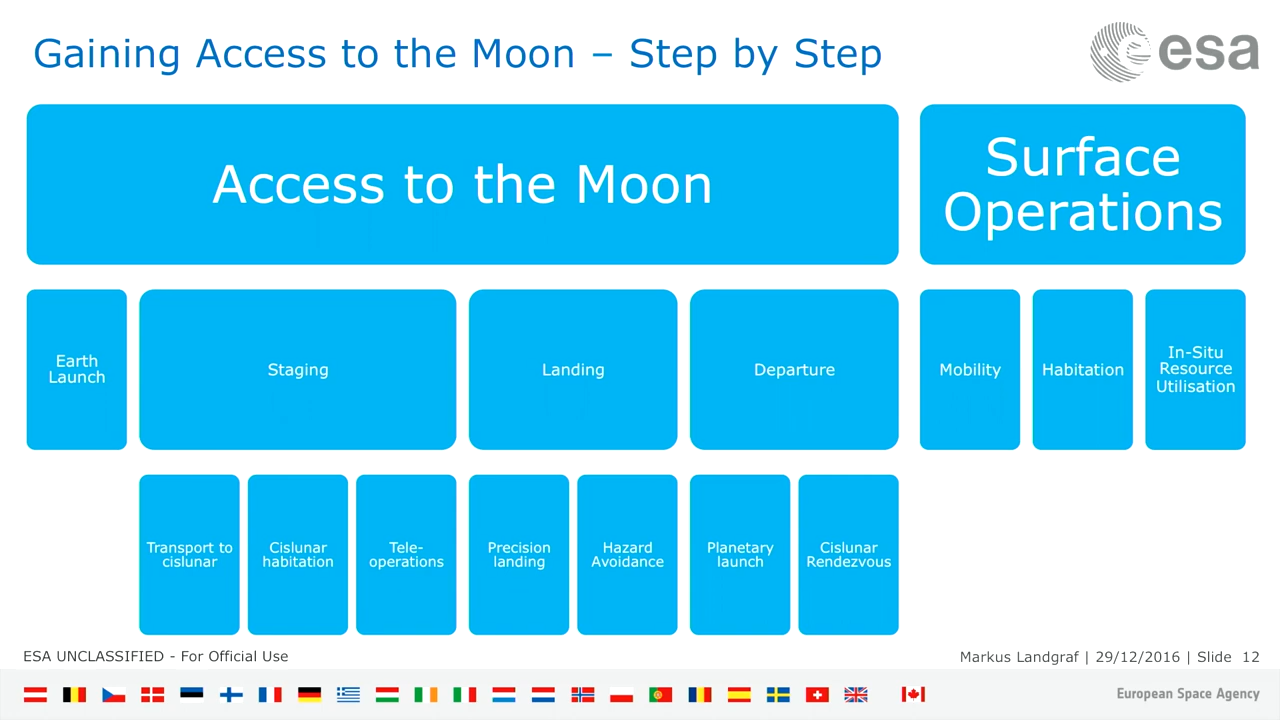 Gaining Access to the Moon – Step by Step
esa
Access to the Moon
Surface
Operations
Earth
Launch
Staging
Landing
Departure
Mobility
Habitation
In-Situ
Resource
Utilisation
Transport to
cislunar
Cislunar
habitation
Tele-
operations
Precision
landing
Hazard
Avoidance
Planetary
launch
Cislunar
Rendezvous
ESA UNCLASSIFIED - For Official Use
Markus Landgraf | 29/12/2016 | Slide 12
European Space Agency